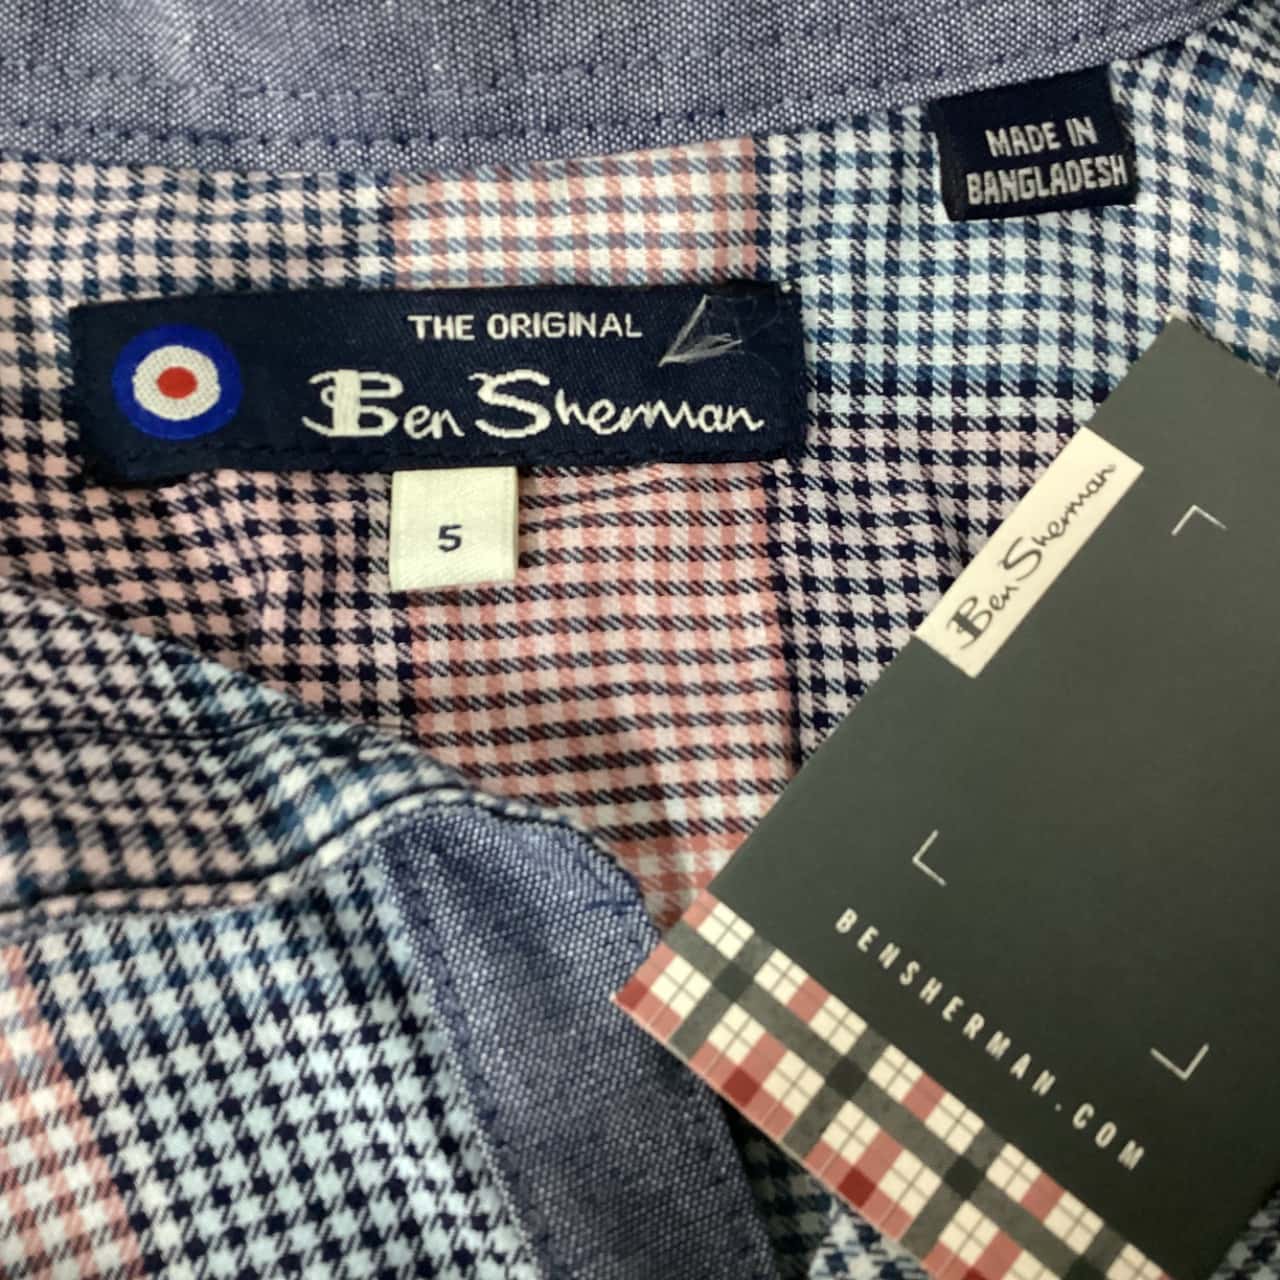 MADE IN
BANGLADESH
THE ORIGINAL
Ben Sherman
5
Ben Sherman
BENSHERMAN.COM